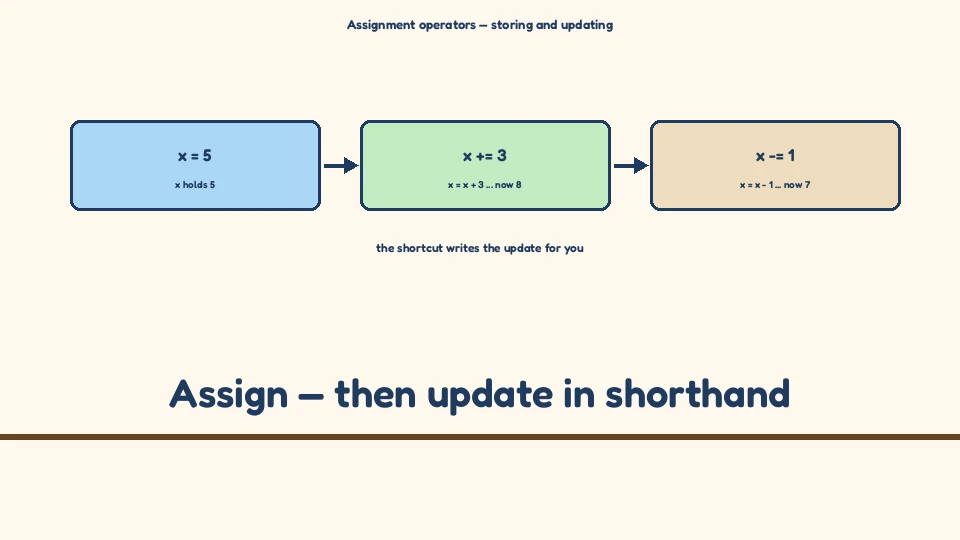 Assignment operators — storing and updating
x = 5
x holds 5
x += 3
x = x + 3 ... now 8
x -= 1
x = x - 1 ... now 7
the shortcut writes the update for you
Assign — then update in shorthand